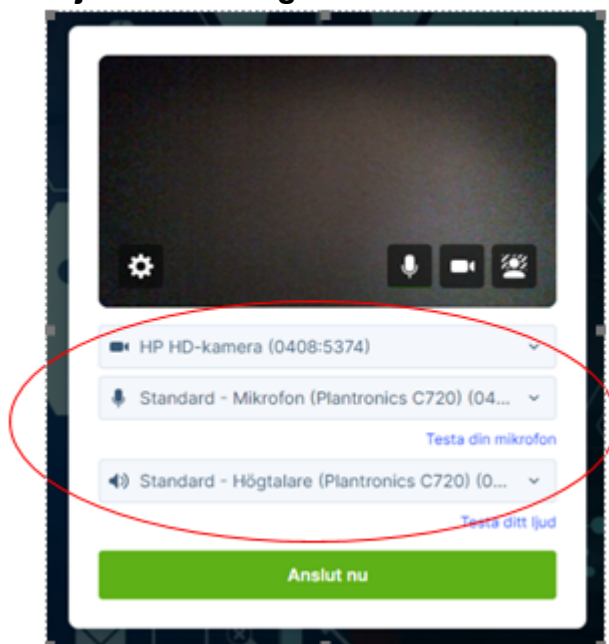 HP HD-kamera (0408:5374)
Standard - Mikrofon (Plantronics C720) (04...
Testa din mikrofon
Standard - Högtalare (Plantronics C720) (0...
Testa ditt ljud
Anslut nu